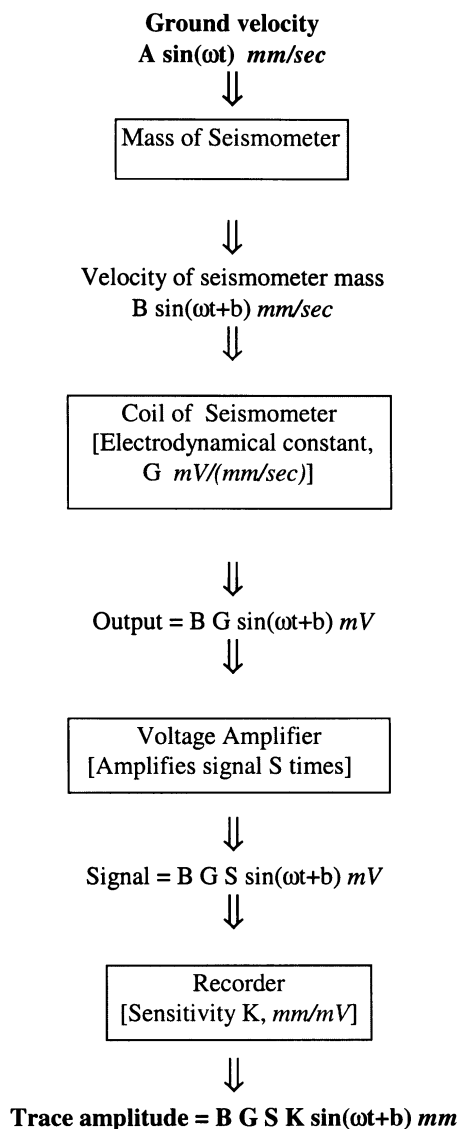 Ground velocity
A sin(ωt) mm/sec
⇓
Mass of Seismometer
⇓
Velocity of seismometer mass
B sin(ωt+b) mm/sec
⇓
Coil of Seismometer
[Electrodynamical constant,
G mV/(mm/sec)]
⇓
Output = B G sin(ωt+b) mV
⇓
Voltage Amplifier
[Amplifies signal S times]
⇓
Signal = B G S sin(ωt+b) mV
⇓
Recorder
[Sensitivity K, mm/mV]
⇓
Trace amplitude = B G S K sin(ωt+b) mm